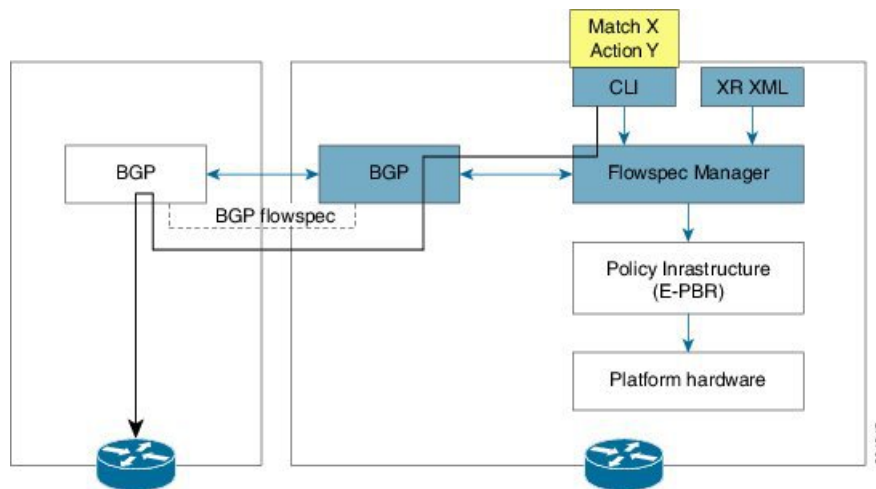 Match X
Action Y
CLI
XR XML
BGP
BGP
Flowspec Manager
BGP flowspec
Policy Inrastructure
(E-PBR)
Platform hardware